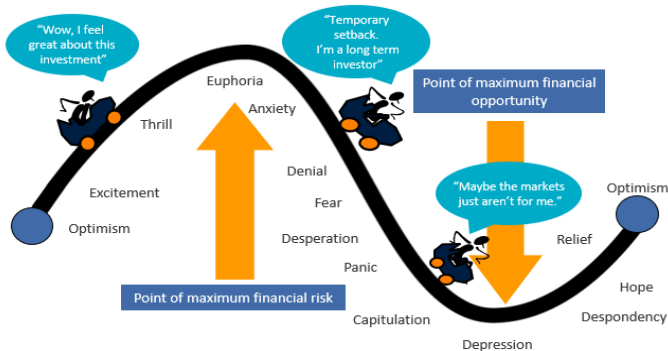 “Wow, I feel
great about this
investment”
“Temporary
setback.
I’m a long term
investor”
Point of maximum financial
opportunity
Euphoria
Anxiety
Thrill
Denial
Excitement
Fear
Optimism
Desperation
Panic
Point of maximum financial risk
Capitulation
Depression
“Maybe the markets
just aren’t for me.”
Optimism
Relief
Hope
Despondency